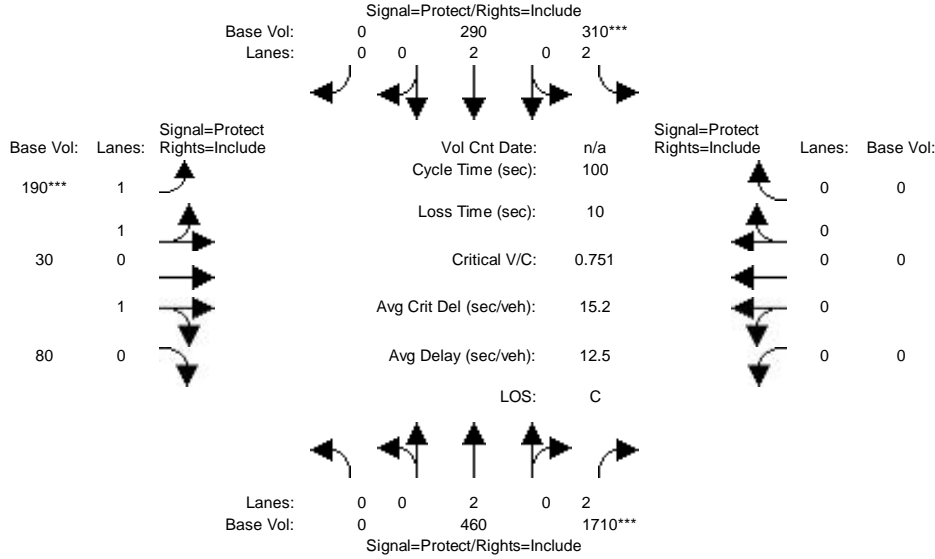 Signal=Protect/Rights=Include
Base Vol: 0 290 310***
Lanes: 0 0 2 0 2
Base Vol: Lanes: Signal=Protect Rights=Include
Vol Cnt Date: n/a
Signal=Protect Rights=Include Lanes: Base Vol:
Cycle Time (sec): 100
190*** 1
0 0
Loss Time (sec): 10
1
0
30 0
Critical V/C: 0.751
0 0
1
Avg Crit Del (sec/veh): 15.2
0
80 0
Avg Delay (sec/veh): 12.5
0 0
LOS: C
Lanes: 0 0 2 0 2
Base Vol: 0 460 1710***
Signal=Protect/Rights=Include